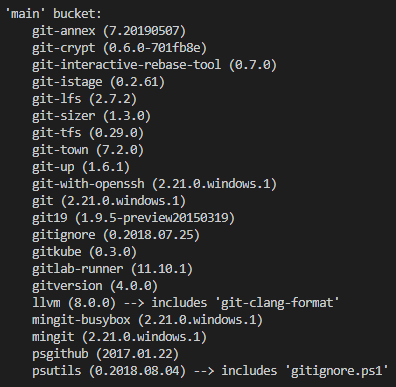 'main' bucket:
git-annex (7.20190507)
git-crypt (0.6.0-701fb8e)
git-interactive-rebase-tool (0.7.0)
git-istage (0.2.61)
git-lfs (2.7.2)
git-sizer (1.3.0)
git-tfs (0.29.0)
git-town (7.2.0)
git-up (1.6.1)
git-with-openssh (2.21.0.windows.1)
git (2.21.0.windows.1)
git19 (1.9.5-preview20150319)
gitignore (0.2018.07.25)
gitkube (0.3.0)
gitlab-runner (11.10.1)
gitversion (4.0.0)
llvm (8.0.0) --> includes 'git-clang-format'
mingit-busybox (2.21.0.windows.1)
mingit (2.21.0.windows.1)
psgithub (2017.01.22)
psutils (0.2018.08.04) --> includes 'gitignore.ps1'